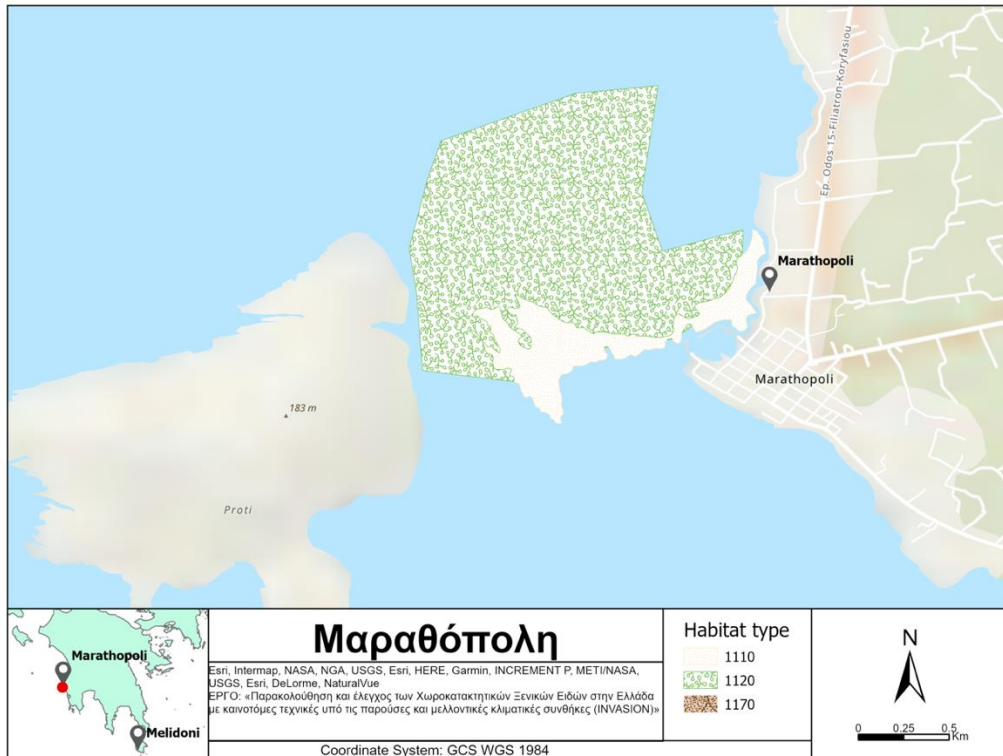 Ep. Odos 15-Filiatron-Koryfasiou
Marathopoli
Marathopoli
183 m
Proti
Marathopoli
Melidoni
Μαραθόπολη
Esri, Intermap, NASA, NGA, USGS, Esri, HERE, Garmin, INCREMENT P, METI/NASA,
USGS, Esri, DeLorme, NaturalVue
ΕΡΓΟ: «Παρακολούθηση και έλεγχος των Χωροκατακτητικών Ξενικών Ειδών στην Ελλάδα
με καινοτόμες τεχνικές υπό τις παρούσες και μελλοντικές κλιματικές συνθήκες (INVASION)»
Coordinate System: GCS WGS 1984
Habitat type
1110
1120
1170
N
0 0.25 0.5
Km